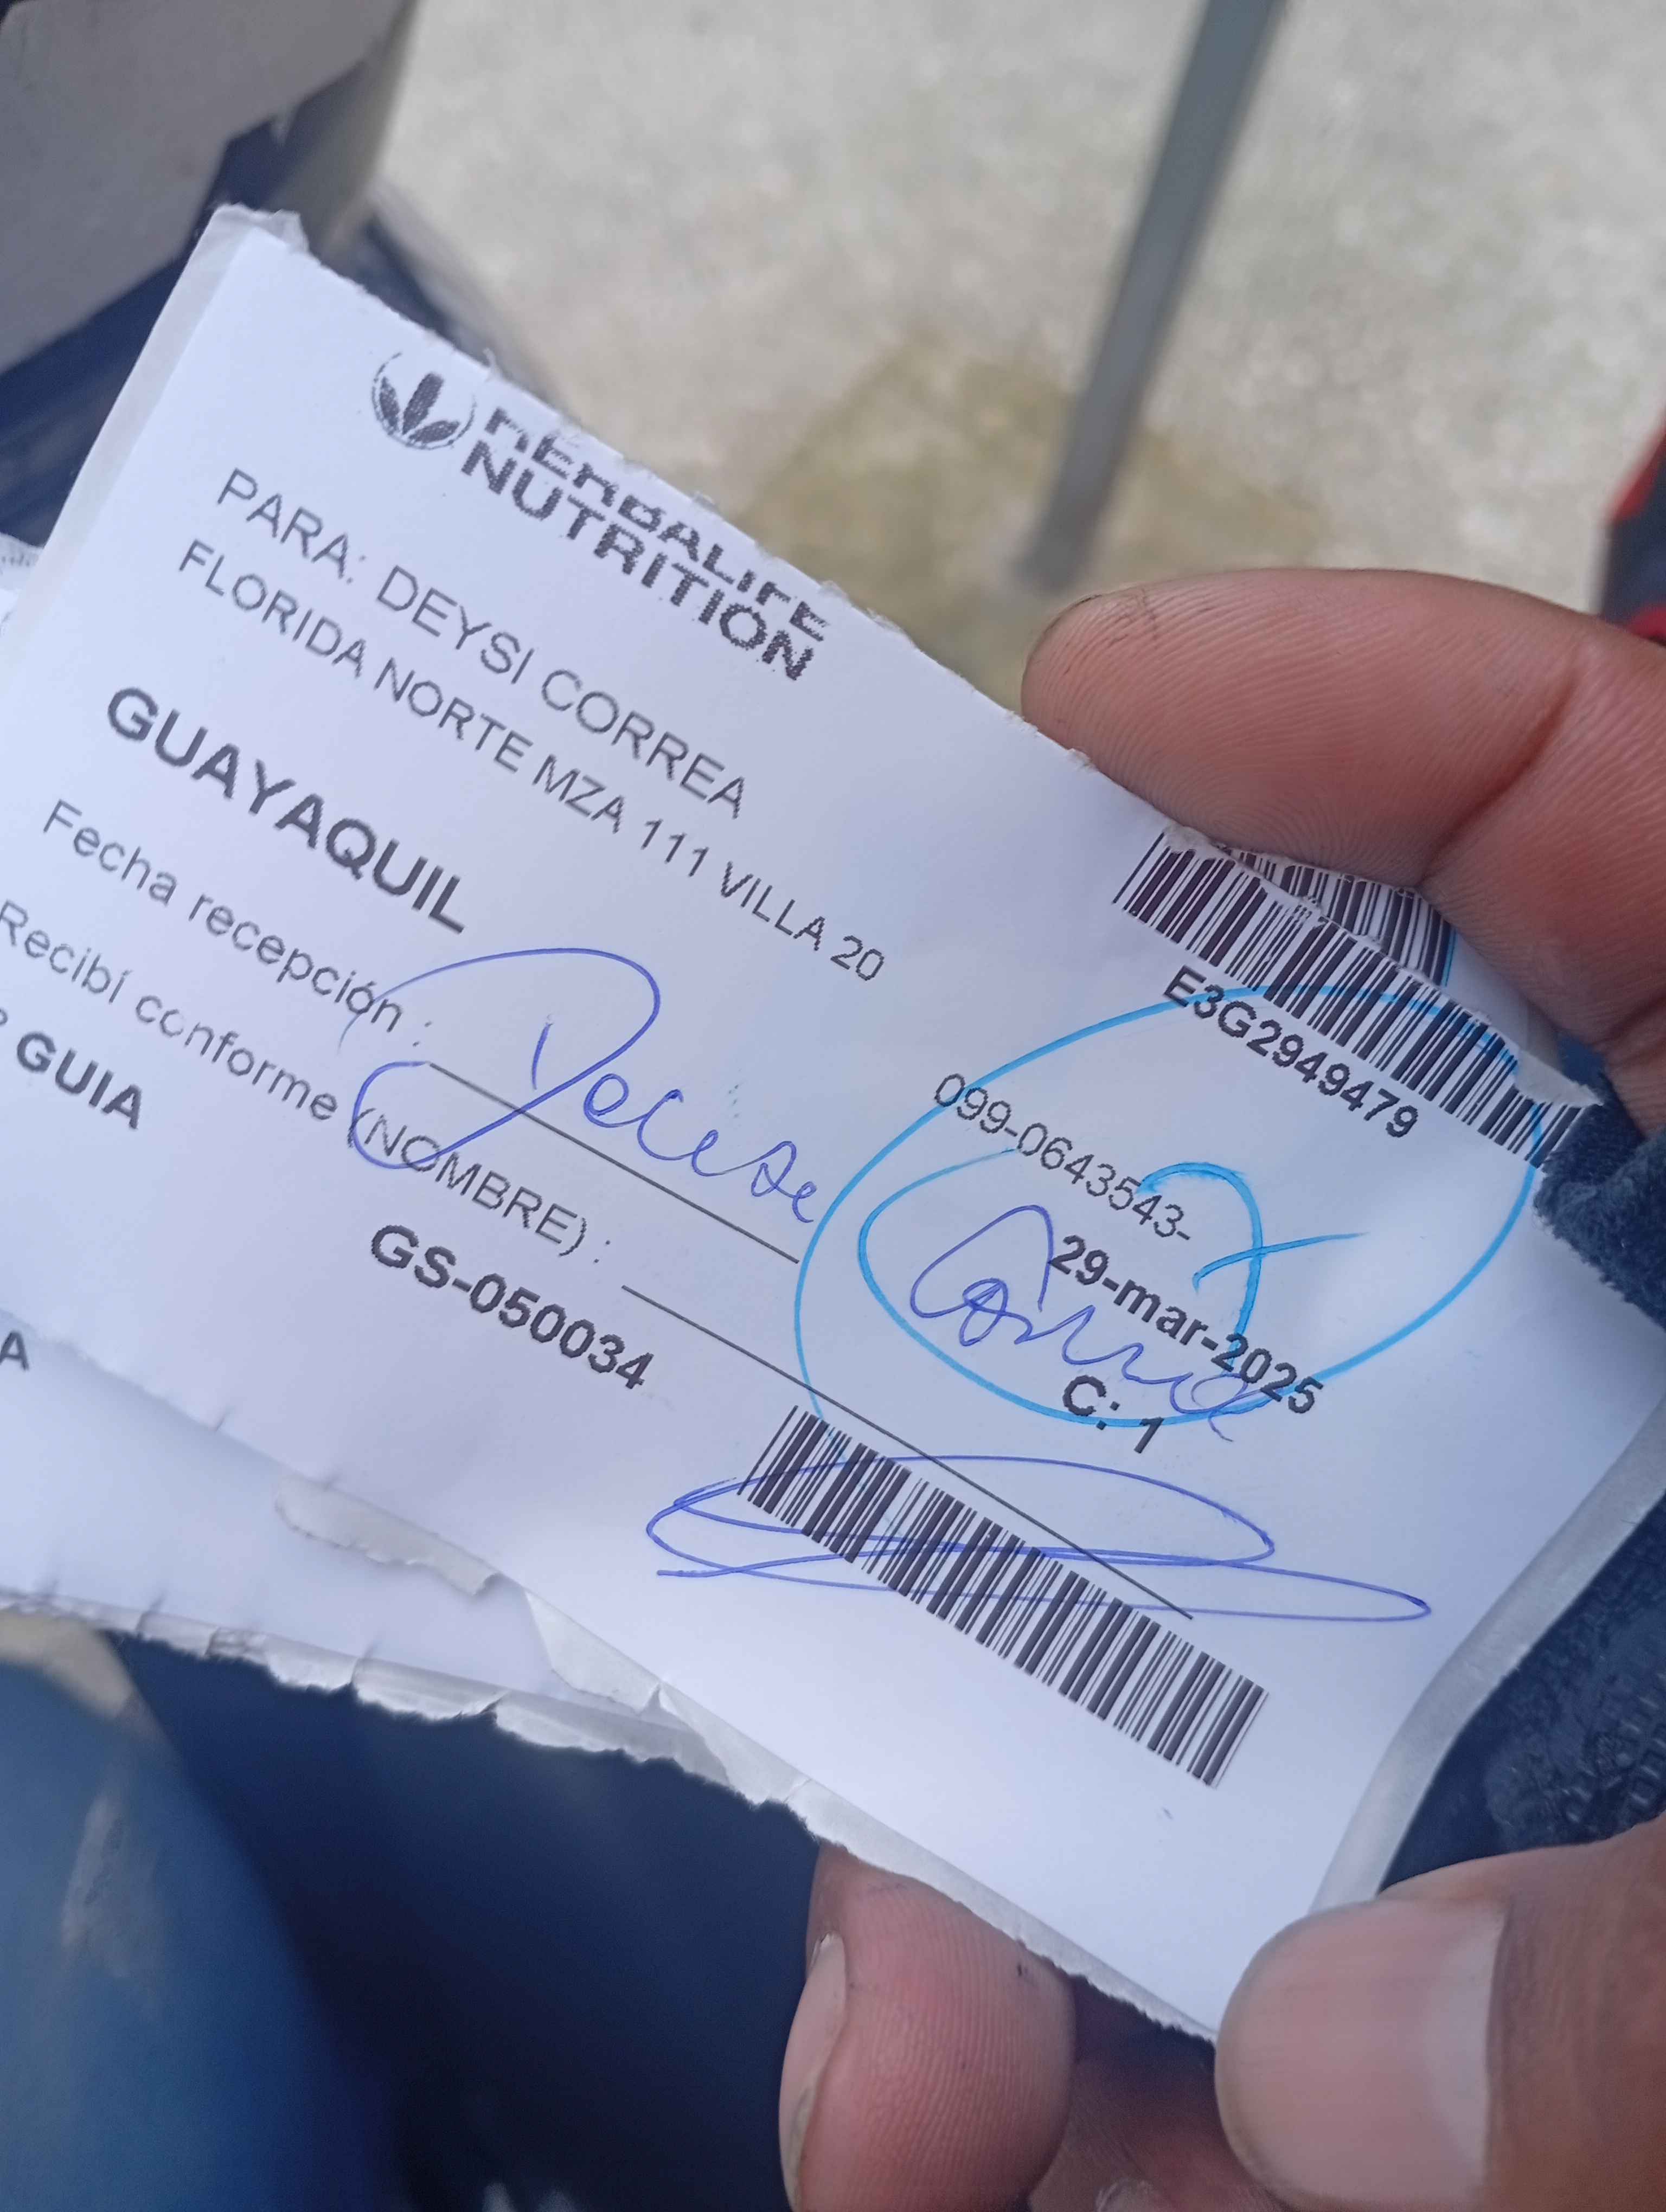 HERBALIFE
NUTRITION
PARA: DEYSI CORREA
FLORIDA NORTE MZA 111 VILLA 20
GUAYAQUIL
E3G2949479
099-0643543-
Fecha recepción :
29-mar-2025
Recibí conforme (NOMBRE) :
C: 1
GUIA
GS-050034
A